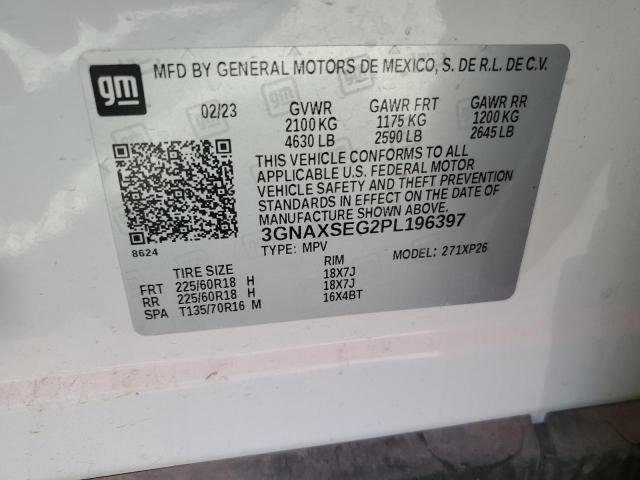 gm
MFD BY GENERAL MOTORS DE MEXICO, S. DE R.L. DE C.V.
02/23 GVWR GAWR FRT GAWR RR
2100 KG 1175 KG 1200 KG
4630 LB 2590 LB 2645 LB
THIS VEHICLE CONFORMS TO ALL
APPLICABLE U.S. FEDERAL MOTOR
VEHICLE SAFETY AND THEFT PREVENTION
STANDARDS IN EFFECT ON THE DATE OF
MANUFACTURE SHOWN ABOVE.
3GNAXSEG2PL196397
8624
TYPE: MPV MODEL: 271XP26
TIRE SIZE RIM
FRT 225/60R18 H 18X7J
RR 225/60R18 H 18X7J
SPA T135/70R16 M 16X4BT